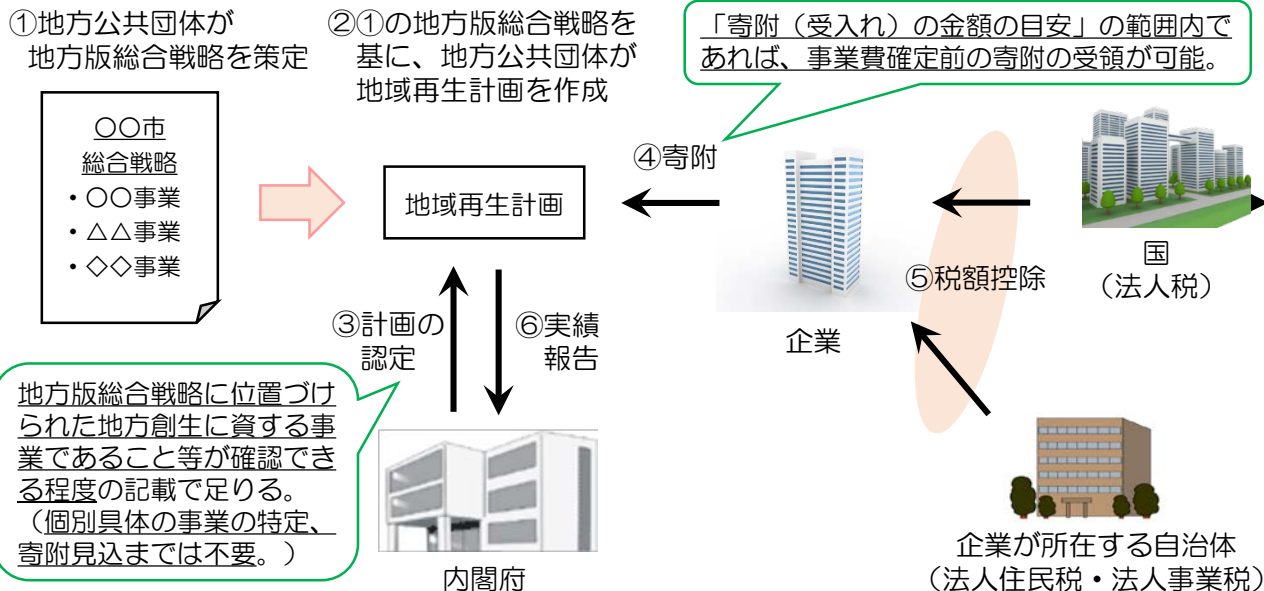 ①地方公共団体が
地方版総合戦略を策定
〇〇市
総合戦略
・〇〇事業
・△△事業
・◇◇事業
②①の地方版総合戦略を
基に、地方公共団体が
地域再生計画を作成
地域再生計画
「寄附（受入れ）の金額の目安」の範囲内で
あれば、事業費確定前の寄附の受領が可能。
④寄附
企業
⑤税額控除
国
（法人税）
企業が所在する自治体
（法人住民税・法人事業税）
③計画の
認定
⑥実績
報告
地方版総合戦略に位置づけ
られた地方創生に資する事
業であること等が確認でき
る程度の記載で足りる。
（個別具体の事業の特定、
寄附見込までは不要。）
内閣府